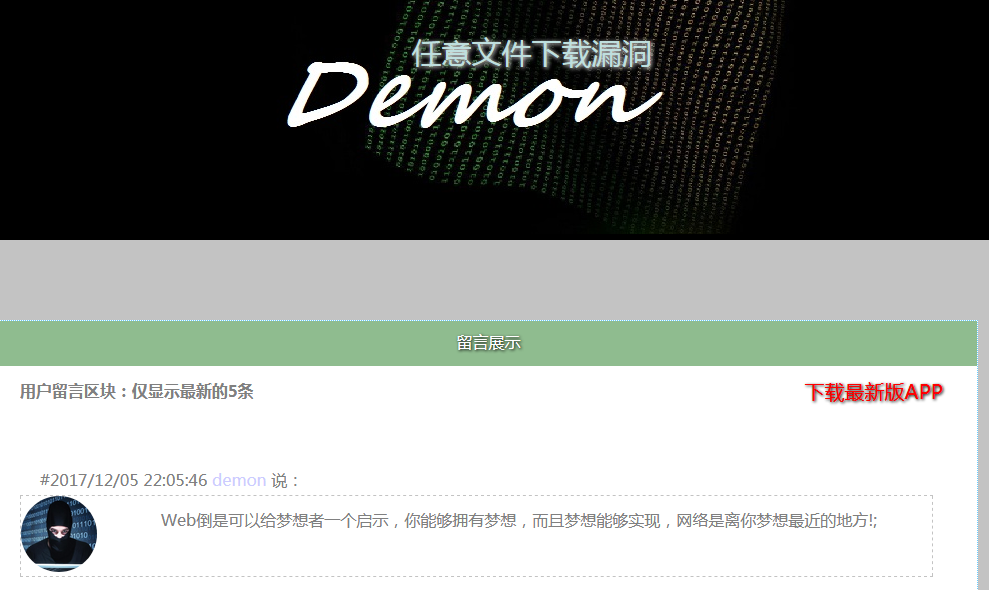 任意文件下载漏洞
Demon
留言展示
用户留言区块：仅显示最新的5条
下载最新版APP
#2017/12/05 22:05:46 demon 说：
Web倒是可以给梦想者一个启示，你能够拥有梦想，而且梦想能够实现，网络是离你梦想最近的地方!;